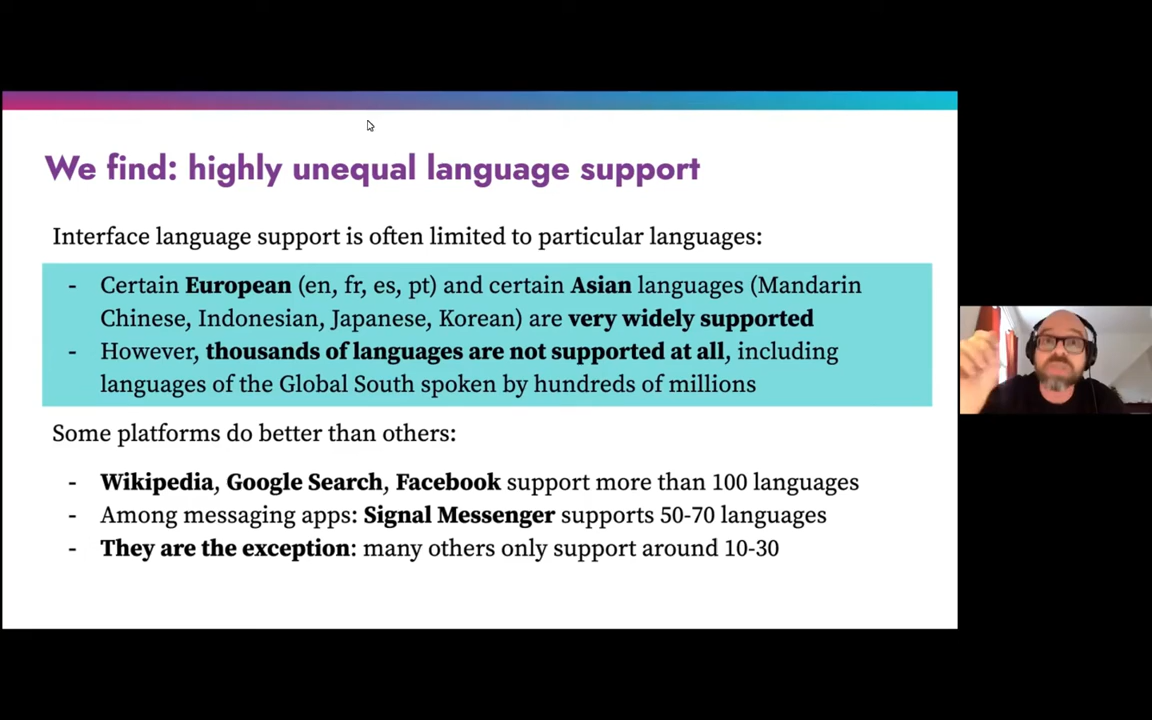 We find: highly unequal language support
Interface language support is often limited to particular languages:
- Certain European (en, fr, es, pt) and certain Asian languages (Mandarin
Chinese, Indonesian, Japanese, Korean) are very widely supported
- However, thousands of languages are not supported at all, including
languages of the Global South spoken by hundreds of millions
Some platforms do better than others:
- Wikipedia, Google Search, Facebook support more than 100 languages
- Among messaging apps: Signal Messenger supports 50-70 languages
- They are the exception: many others only support around 10-30